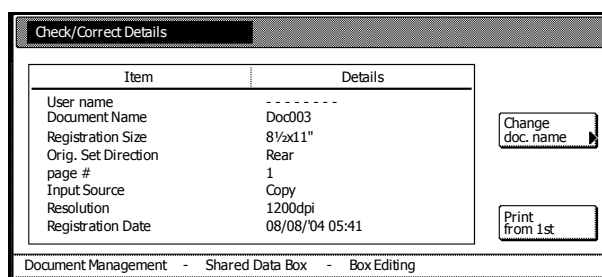 Check/Correct Details
Item Details
User name - - - - - - - -
Document Name Doc003
Registration Size 8½x11"
Orig. Set Direction Rear
page # 1
Input Source Copy
Resolution 1200dpi
Registration Date 08/08/'04 05:41
Change
doc. name
Print
from 1st
Document Management - Shared Data Box - Box Editing